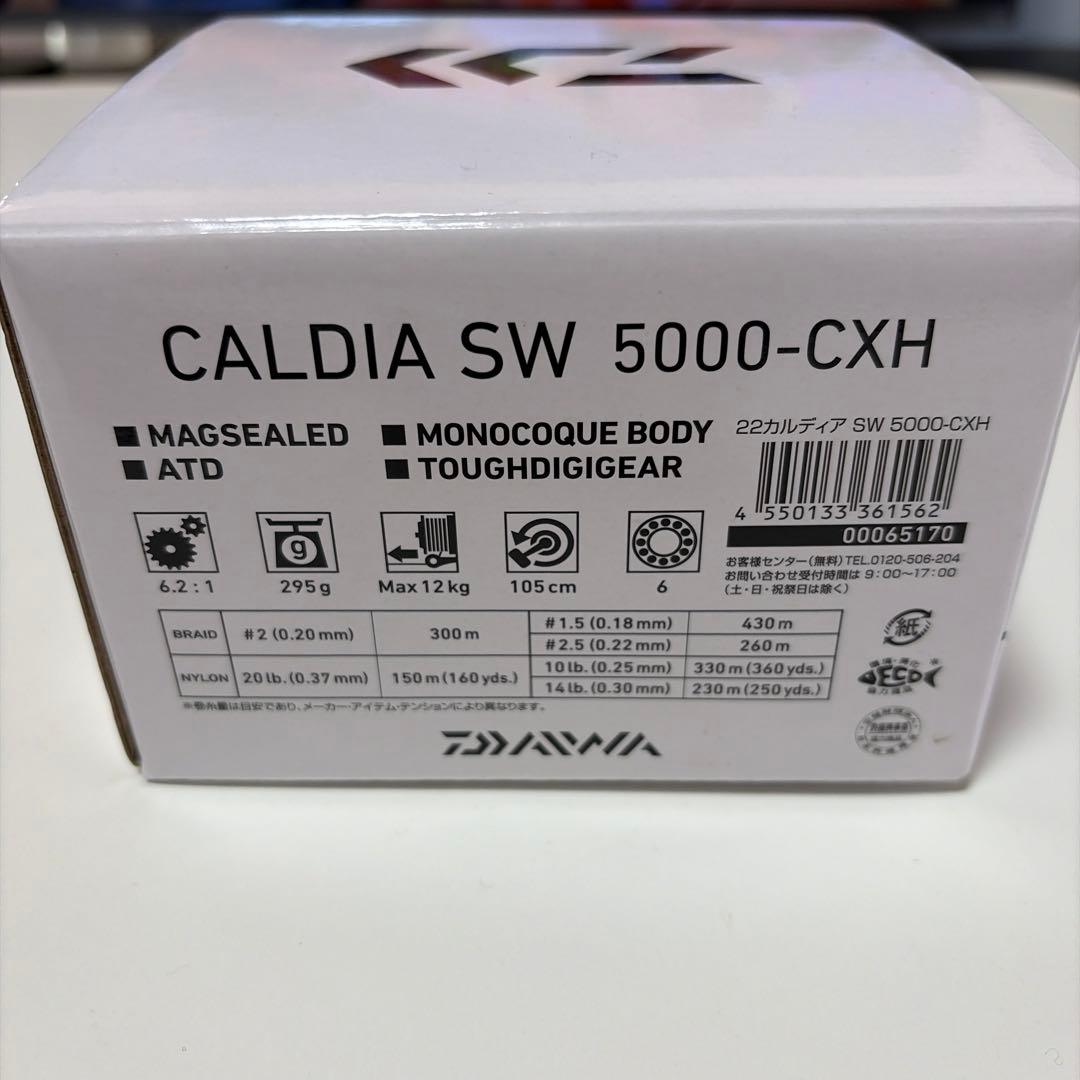 CALDIA SW 5000-CXH
■ MAGSEALED ■ MONOCOQUE BODY
■ ATD ■ TOUGHDIGIGEAR
22カルディア SW 5000-CXH
4 550133 361562
00065170
お客様センター(無料)TEL.0120-506-204
お問い合わせ受付時間は 9:00〜17:00
(土・日・祝祭日は除く)
g
6.2:1 295g Max 12kg 105cm 6
BRAID #2 (0.20mm) 300m #1.5 (0.18mm) 430m
#2.5 (0.22mm) 260m
NYLON 20lb. (0.37mm) 150m (160yds.) 10lb. (0.25mm) 330m (360yds.)
14lb. (0.30mm) 230m (250yds.)
※巻糸量は目安であり、メーカー・アイテム・テンションにより異なります。
紙
ECO
DAIWA